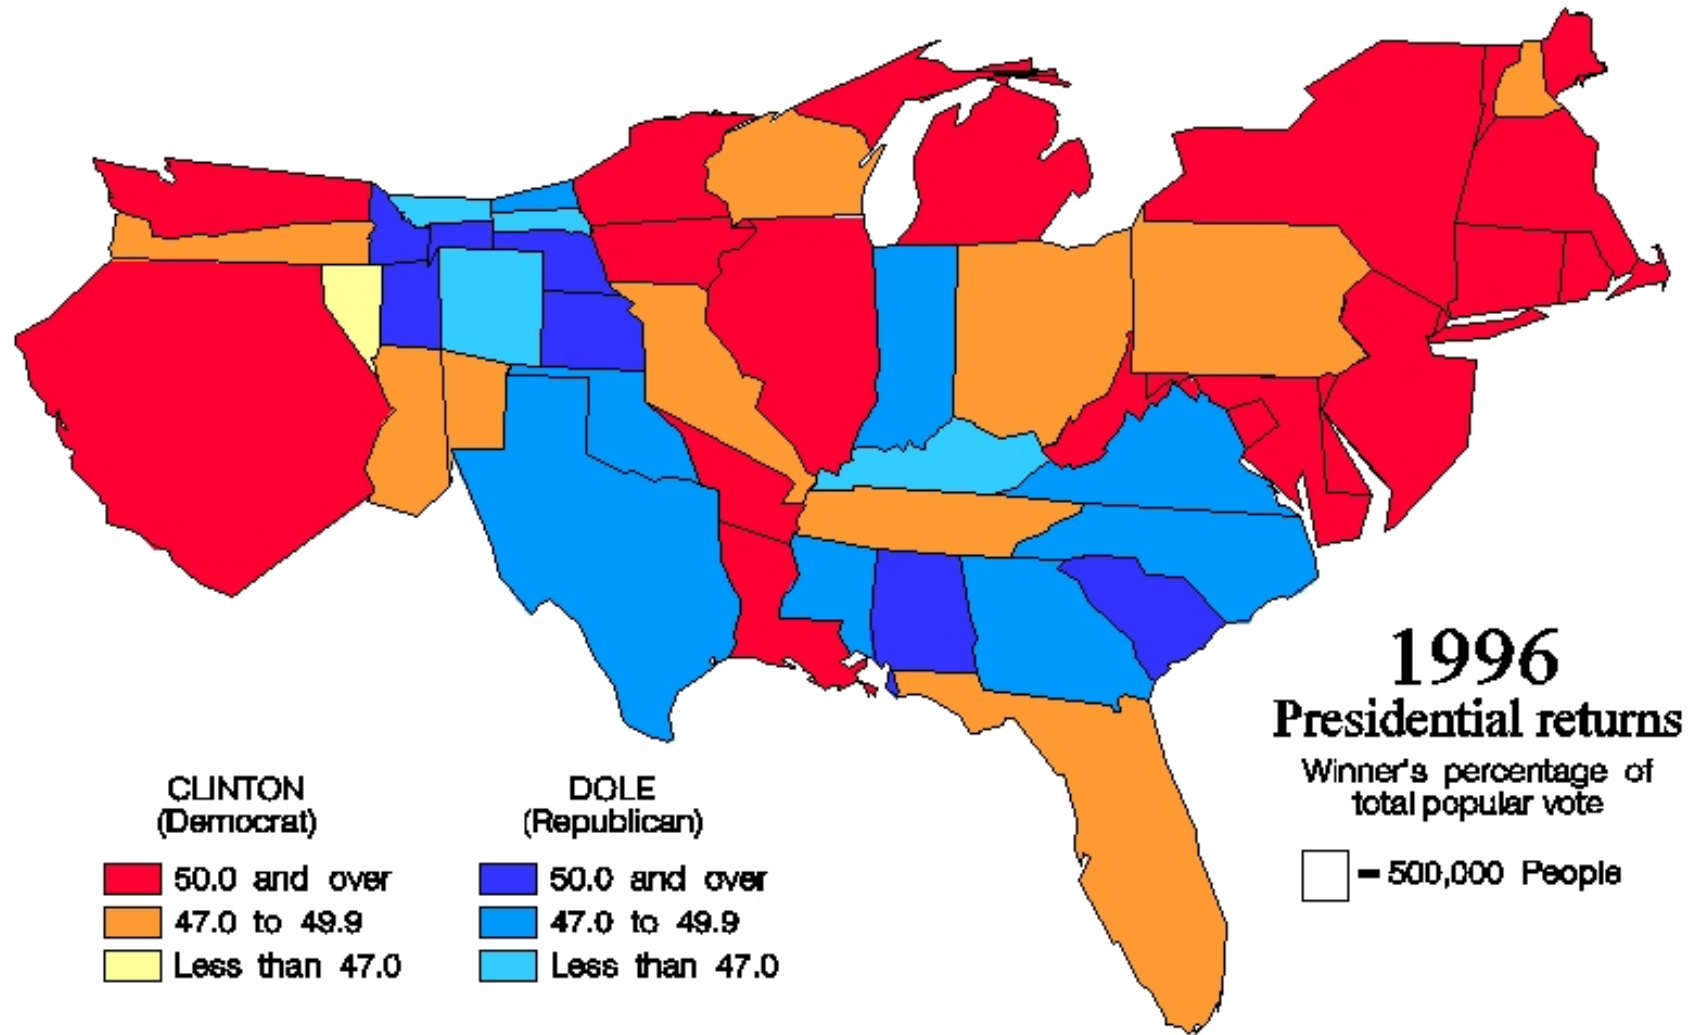 1996
Presidential returns
Winner's percentage of
total popular vote
= 500,000 People
CLINTON
(Democrat)
50.0 and over
47.0 to 49.9
Less than 47.0
DOLE
(Republican)
50.0 and over
47.0 to 49.9
Less than 47.0